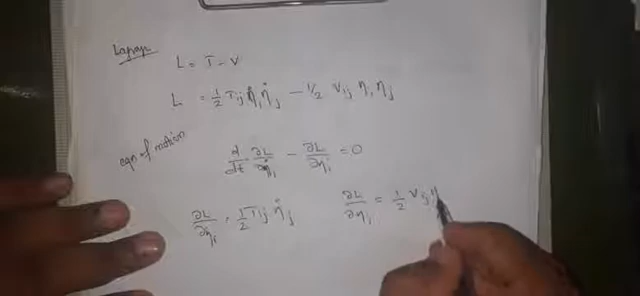 Lagrange L = T - V
L = 1/2 Tij η̇i η̇j - 1/2 Vij ηi ηj
eqn of motion
d/dt ∂L/∂η̇i - ∂L/∂ηi = 0
∂L/∂η̇i = 1/2 Tij η̇j ∂L/∂ηi = 1/2 Vij η